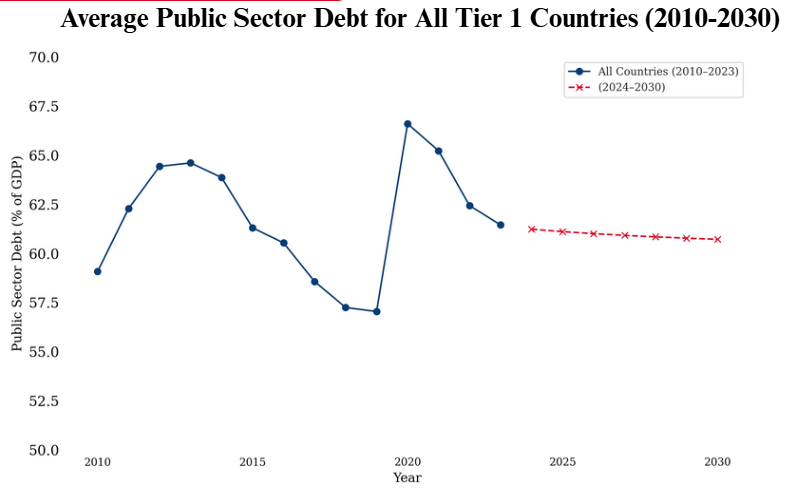 Average Public Sector Debt for All Tier 1 Countries (2010-2030)
70.0
67.5
65.0
62.5
60.0
57.5
55.0
52.5
50.0
Public Sector Debt (% of GDP)
All Countries (2010–2023)
(2024–2030)
2010 2015 2020 2025 2030
Year